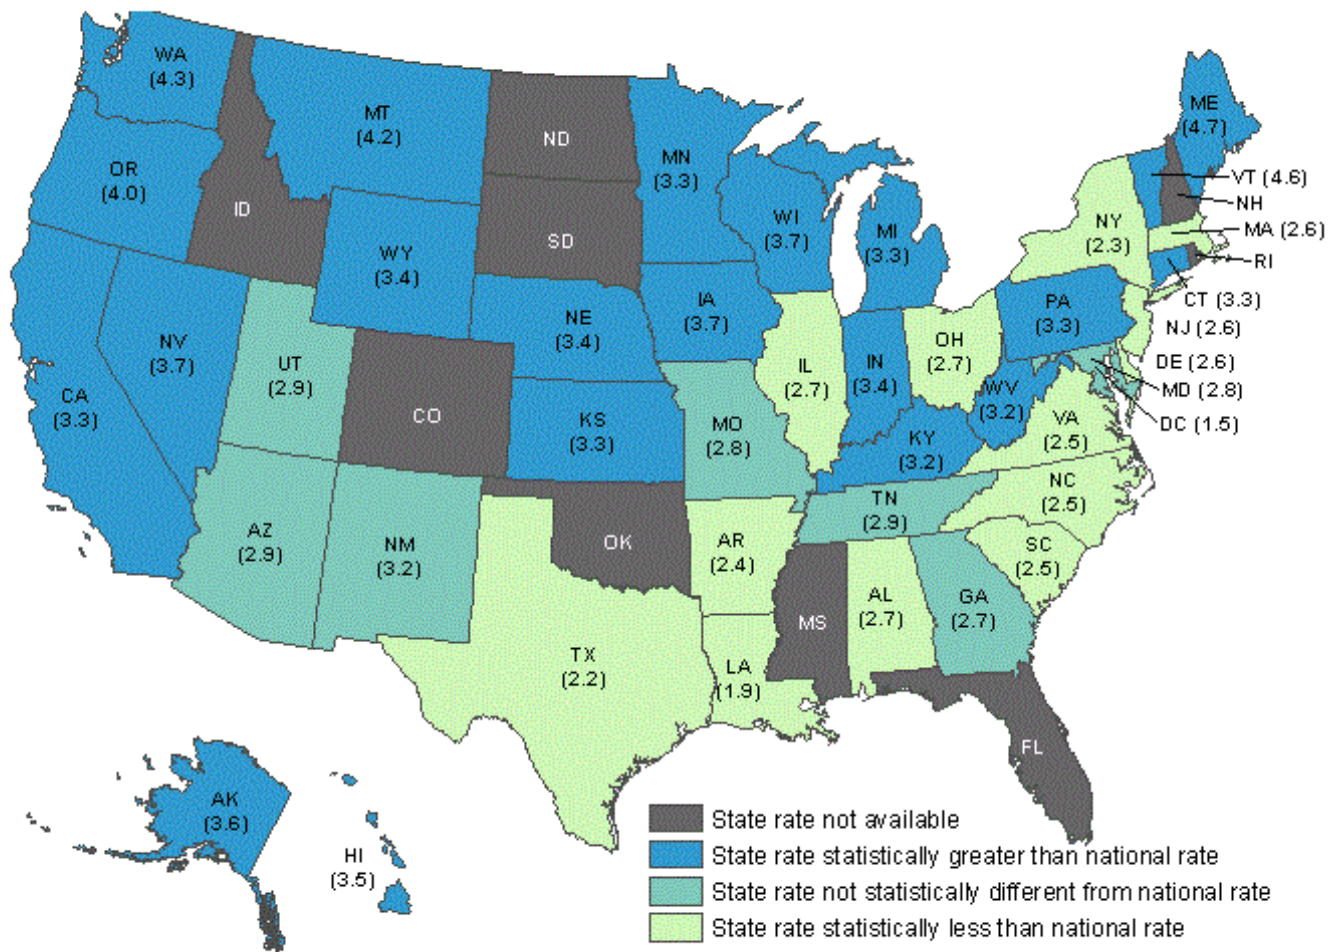 WA
(4.3)
MT
(4.2)
ND
MN
(3.3)
ME
(4.7)
OR
(4.0)
ID
WY
(3.4)
SD
WI
(3.7)
MI
(3.3)
NY
(2.3)
VT (4.6)
NH
MA (2.6)
RI
CT (3.3)
NJ (2.6)
DE (2.6)
MD (2.8)
DC (1.5)
CA
(3.3)
NV
(3.7)
UT
(2.9)
CO
NE
(3.4)
KS
(3.3)
IA
(3.7)
MO
(2.8)
IL
(2.7)
IN
(3.4)
OH
(2.7)
PA
(3.3)
WV
(3.2)
KY
(3.2)
VA
(2.5)
NC
(2.5)
SC
(2.5)
TN
(2.9)
AZ
(2.9)
NM
(3.2)
OK
AR
(2.4)
TX
(2.2)
LA
(1.9)
MS
AL
(2.7)
GA
(2.7)
FL
AK
(3.6)
HI
(3.5)
State rate not available
State rate statistically greater than national rate
State rate not statistically different from national rate
State rate statistically less than national rate